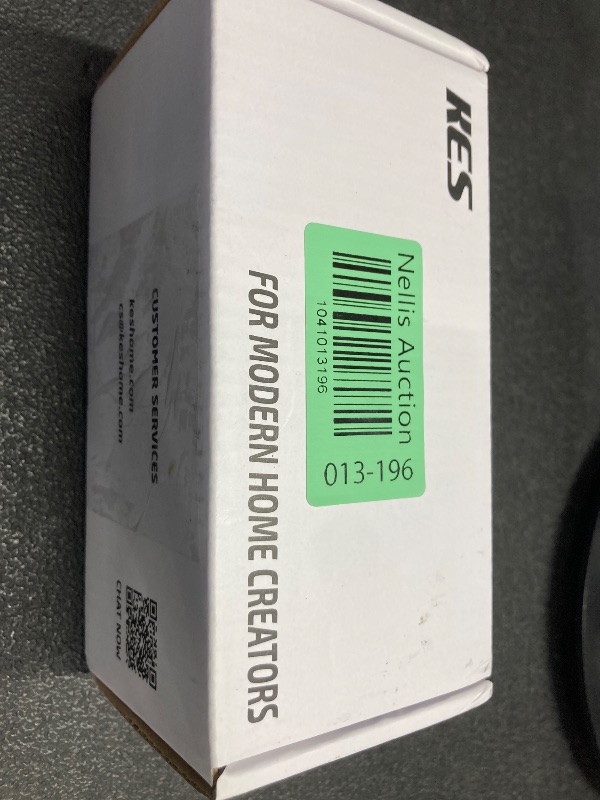 KES
Nellis Auction
1041013196
013-196
FOR MODERN HOME CREATORS
CUSTOMER SERVICES
keshome.com
cs@keshome.com
CHAT NOW